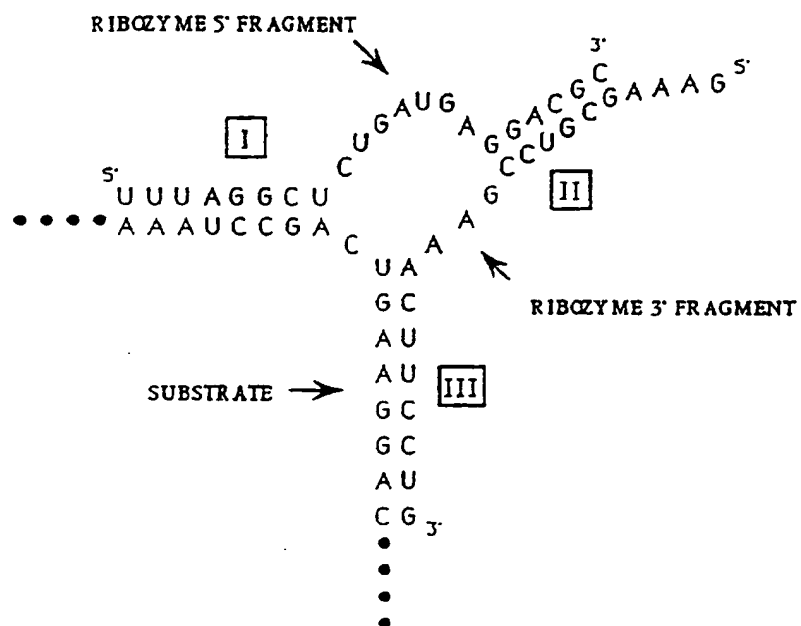 RIBOZYME 5' FRAGMENT
3'
5'
C U G A U G A G G A C G C
G A A A G C G U C C G A A
I
II
5'
U U U A G G C U
A A A U C C G A C
U A
G C
RIBOZYME 3' FRAGMENT
A U
SUBSTRATE
A U
III
G C
G C
A U
C G 3'